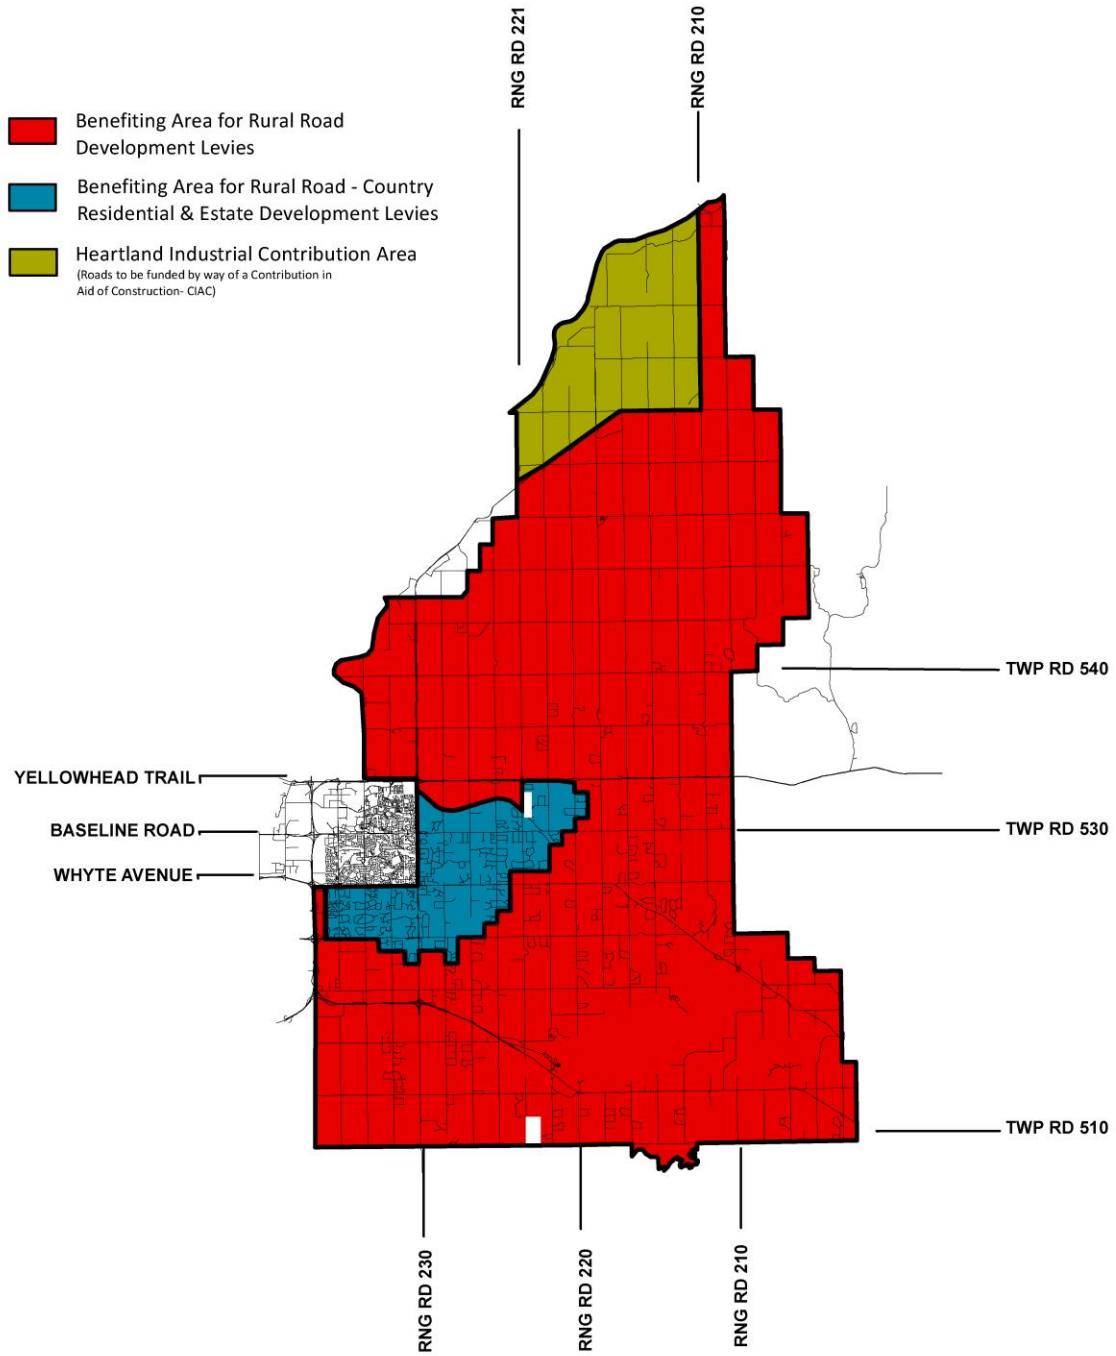 RNG RD 221
RNG RD 210
Benefiting Area for Rural Road
Development Levies
Benefiting Area for Rural Road - Country
Residential & Estate Development Levies
Heartland Industrial Contribution Area
(Roads to be funded by way of a Contribution in
Aid of Construction- CIAC)
TWP RD 540
YELLOWHEAD TRAIL
BASELINE ROAD
TWP RD 530
WHYTE AVENUE
TWP RD 510
RNG RD 230
RNG RD 220
RNG RD 210